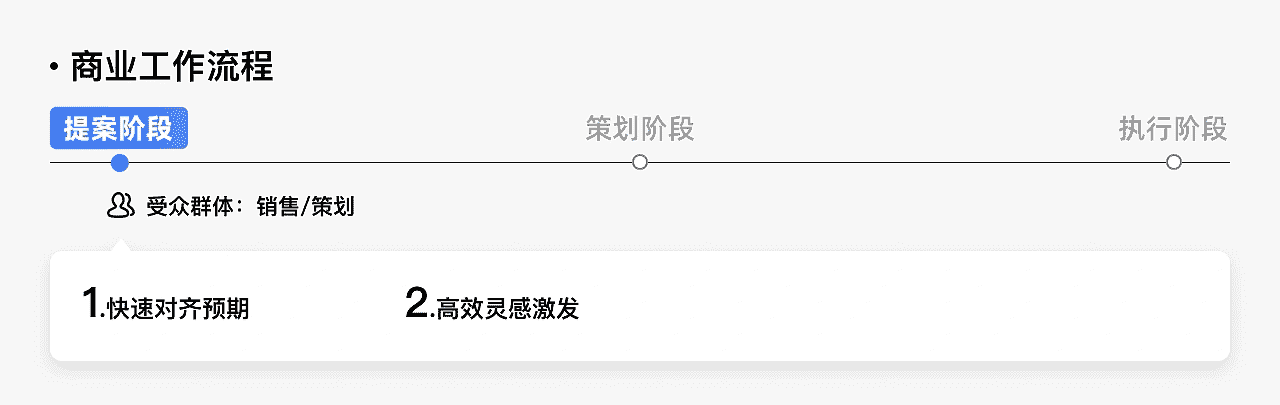 · 商业工作流程
提案阶段 策划阶段 执行阶段
受众群体：销售/策划
1.快速对齐预期 2.高效灵感激发